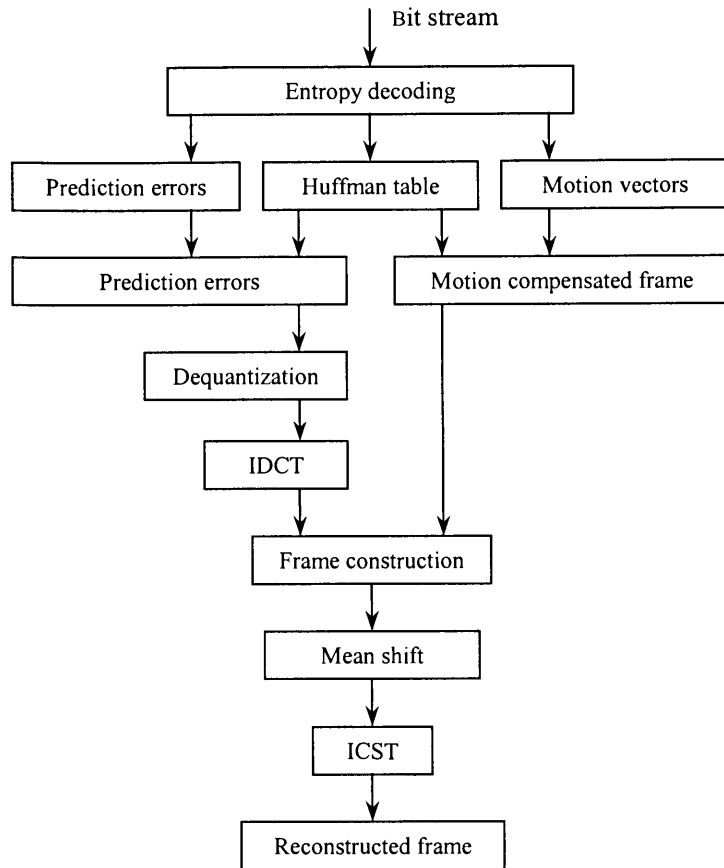 Bit stream
Entropy decoding
Prediction errors
Huffman table
Motion vectors
Prediction errors
Motion compensated frame
Dequantization
IDCT
Frame construction
Mean shift
ICST
Reconstructed frame